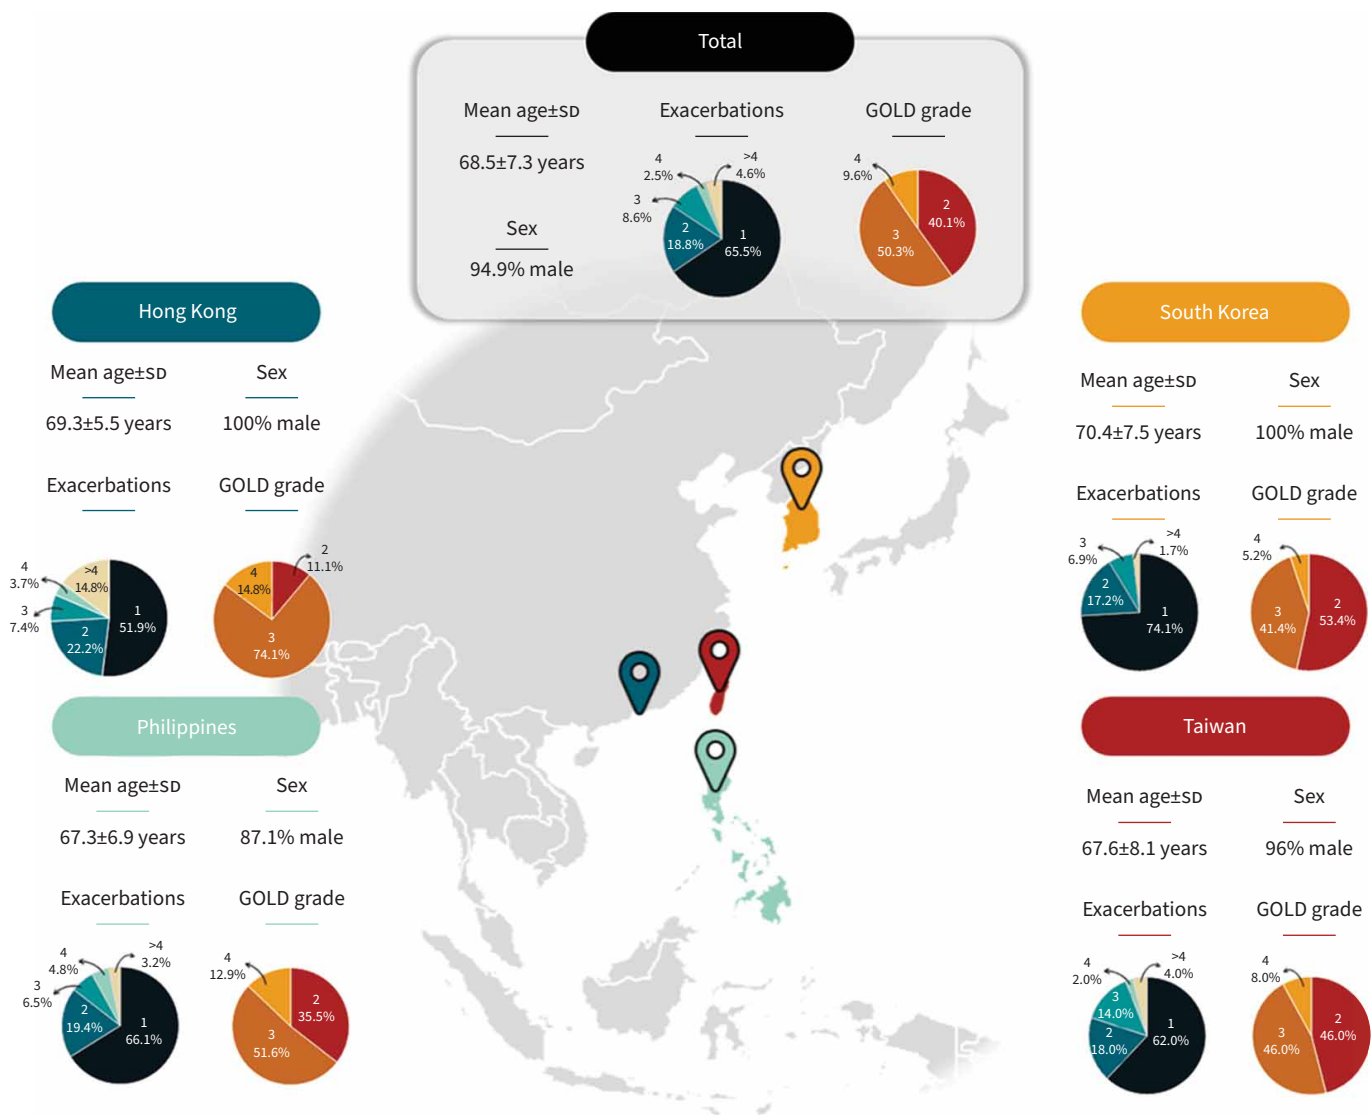 Total
Mean age±SD
68.5±7.3 years
Sex
94.9% male
Exacerbations
4
2.5%
>4
4.6%
3
8.6%
2
18.8%
1
65.5%
GOLD grade
4
9.6%
2
40.1%
3
50.3%
Hong Kong
Mean age±SD
69.3±5.5 years
Sex
100% male
Exacerbations
4
3.7%
>4
14.8%
3
7.4%
2
22.2%
1
51.9%
GOLD grade
2
11.1%
4
14.8%
3
74.1%
South Korea
Mean age±SD
70.4±7.5 years
Sex
100% male
Exacerbations
3
6.9%
>4
1.7%
2
17.2%
1
74.1%
GOLD grade
4
5.2%
3
41.4%
2
53.4%
Philippines
Mean age±SD
67.3±6.9 years
Sex
87.1% male
Exacerbations
4
4.8%
>4
3.2%
3
6.5%
2
19.4%
1
66.1%
GOLD grade
4
12.9%
2
35.5%
3
51.6%
Taiwan
Mean age±SD
67.6±8.1 years
Sex
96% male
Exacerbations
4
2.0%
>4
4.0%
3
14.0%
2
18.0%
1
62.0%
GOLD grade
4
8.0%
3
46.0%
2
46.0%